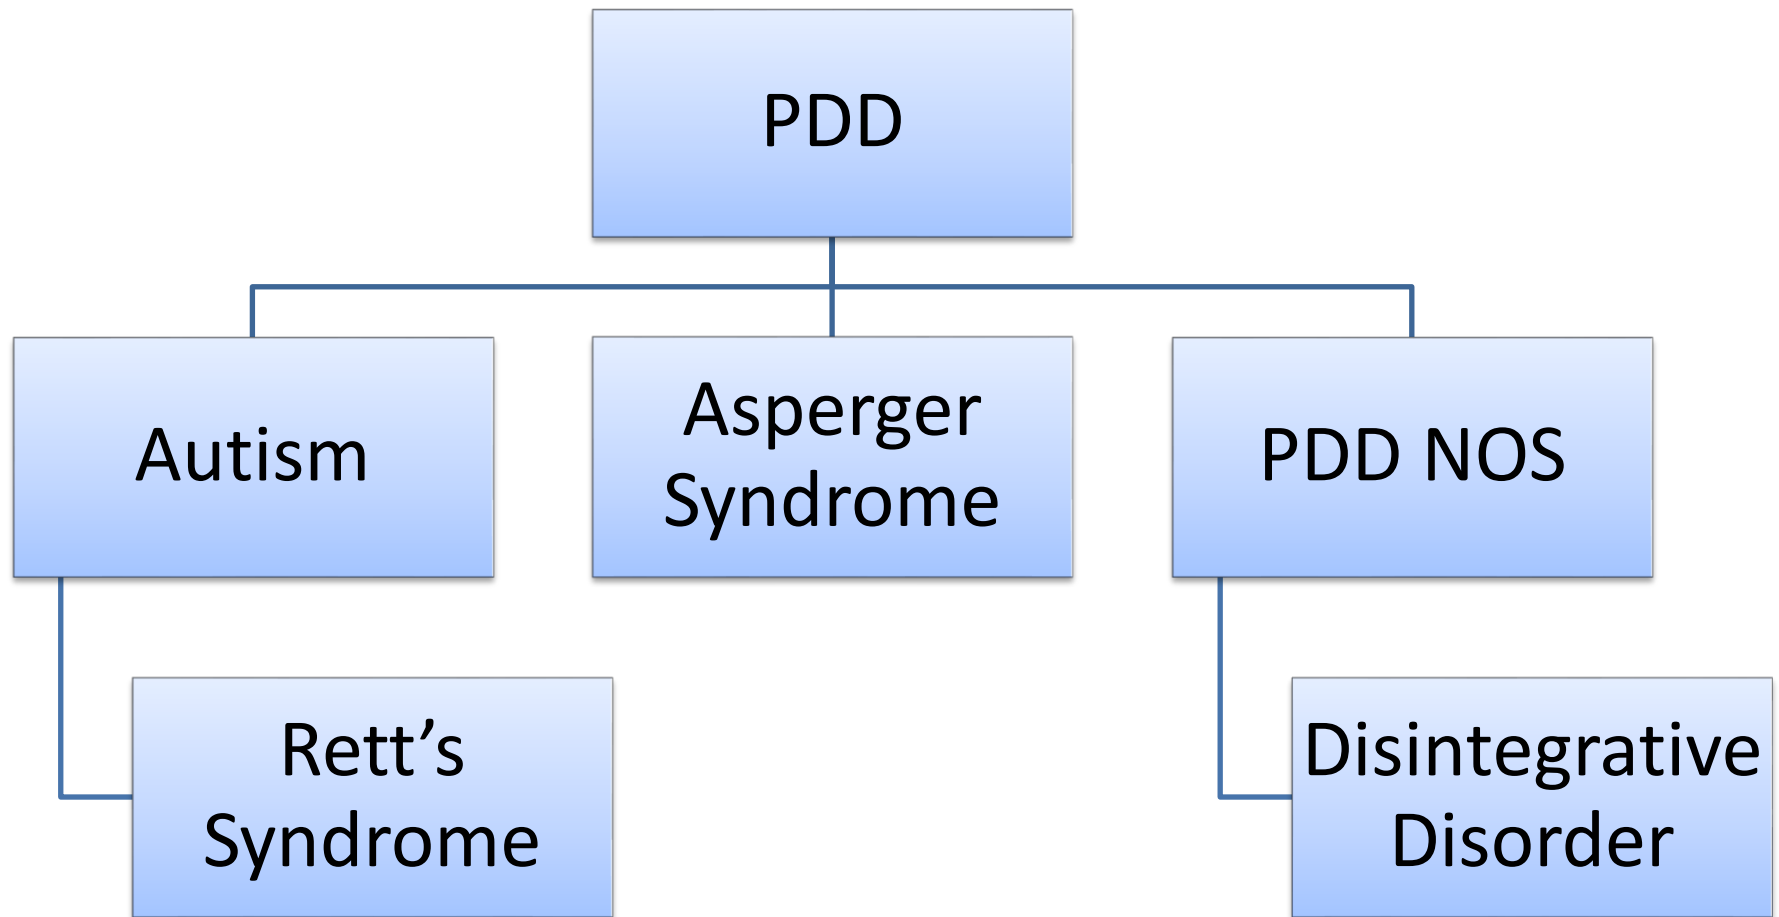 PDD
Autism
Asperger
Syndrome
PDD NOS
Rett’s
Syndrome
Disintegrative
Disorder